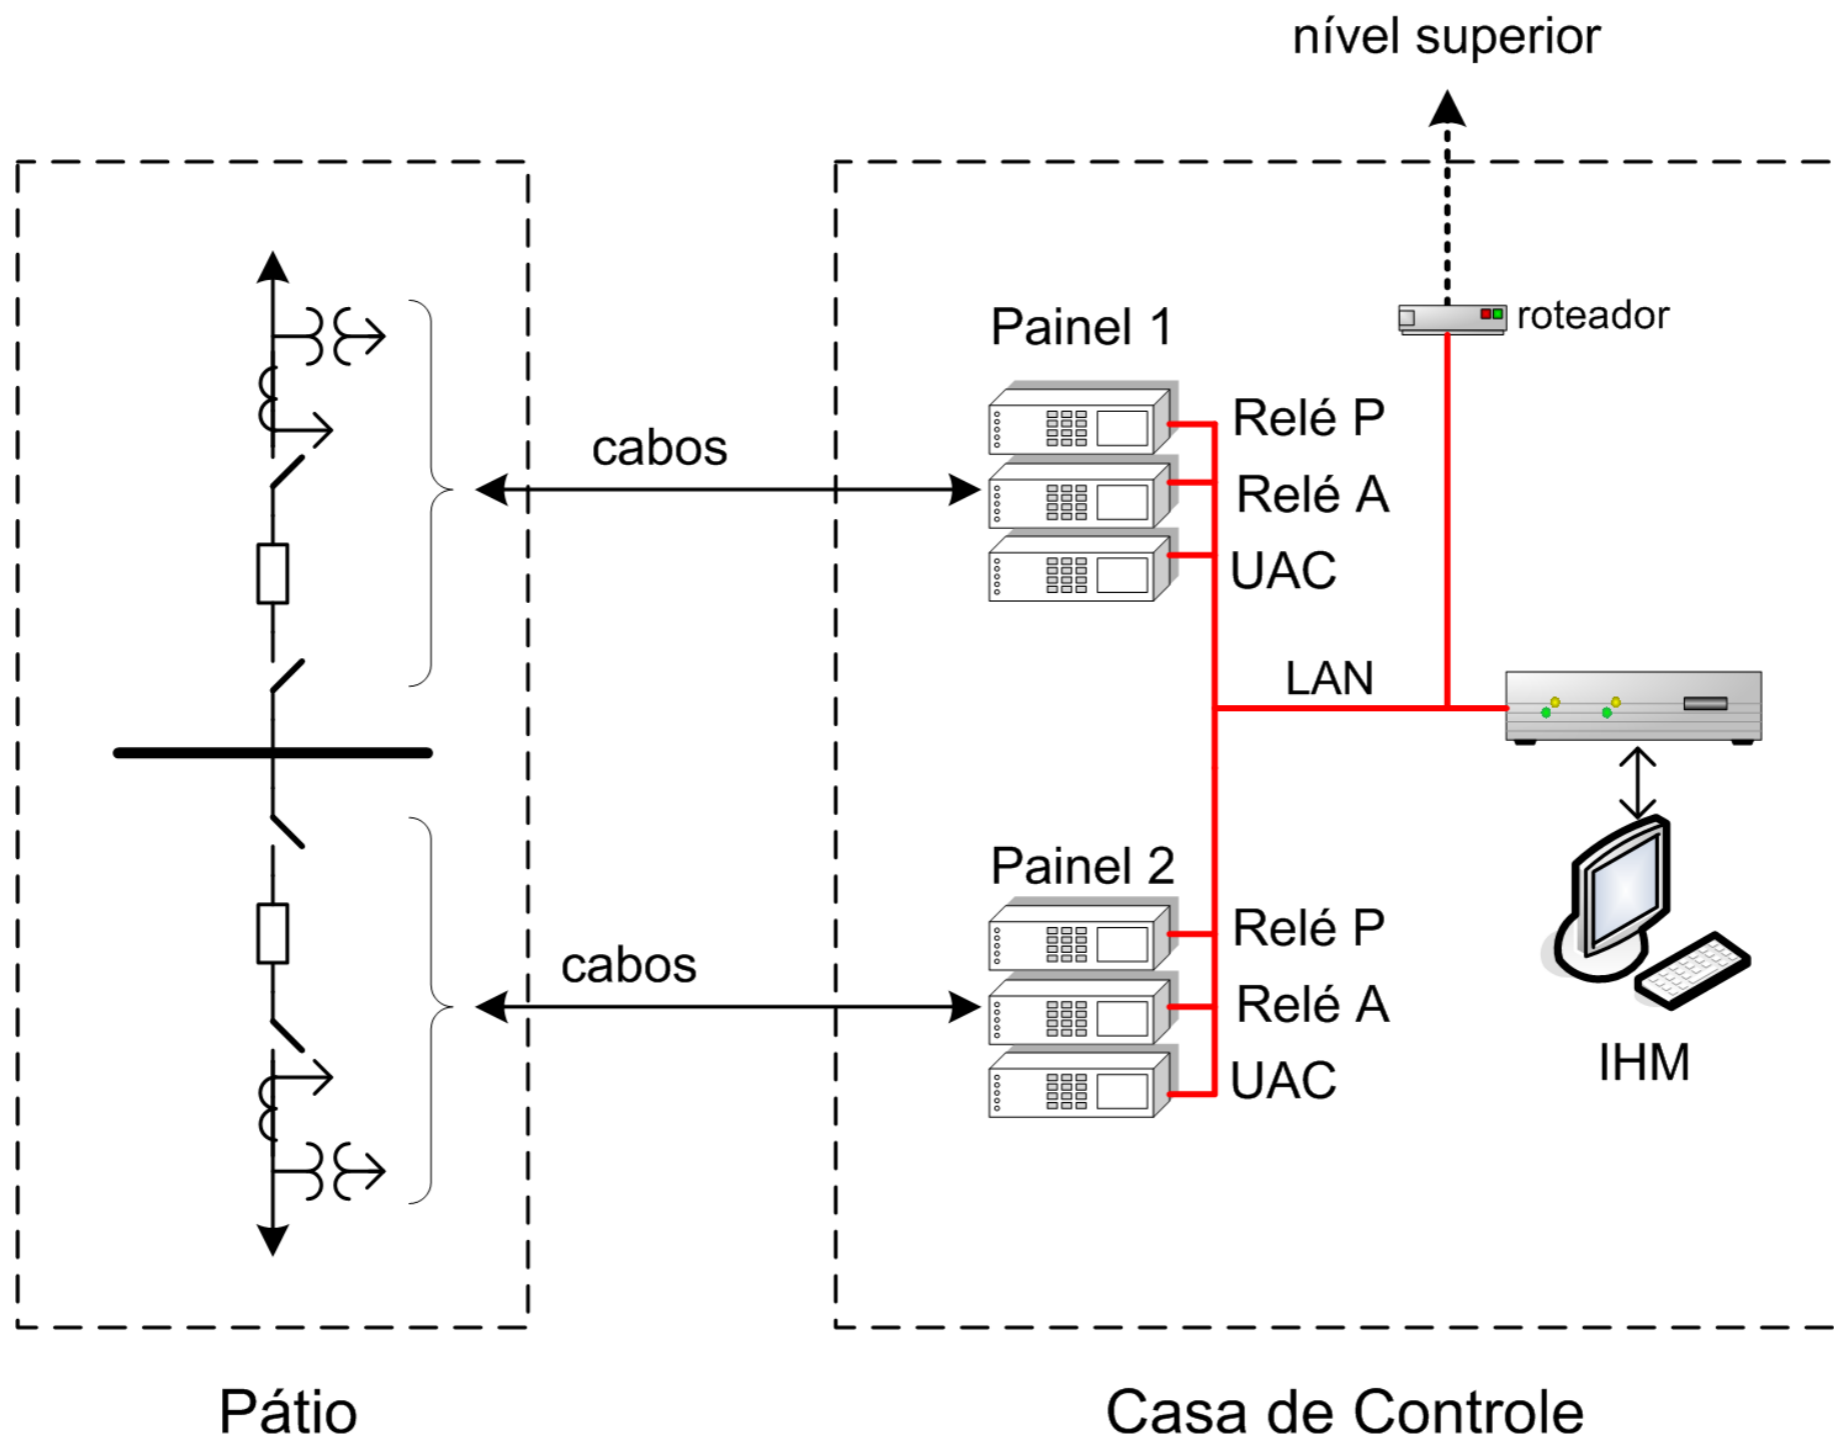 nível superior
roteador
Painel 1
Relé P
Relé A
UAC
cabos
LAN
Painel 2
Relé P
Relé A
UAC
cabos
IHM
Pátio
Casa de Controle